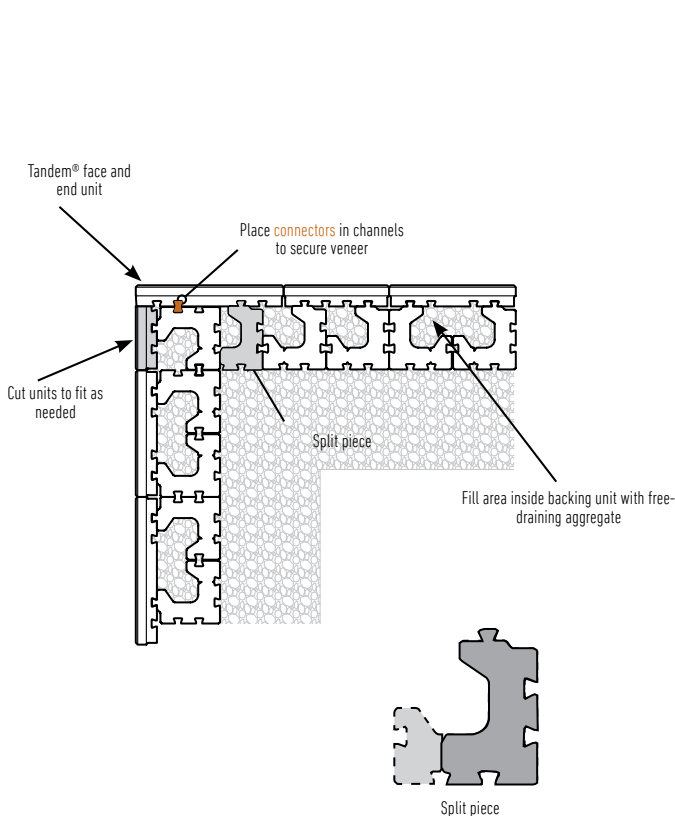 Tandem® face and
end unit
Place connectors in channels
to secure veneer
Cut units to fit as
needed
Split piece
Fill area inside backing unit with free-
draining aggregate
Split piece